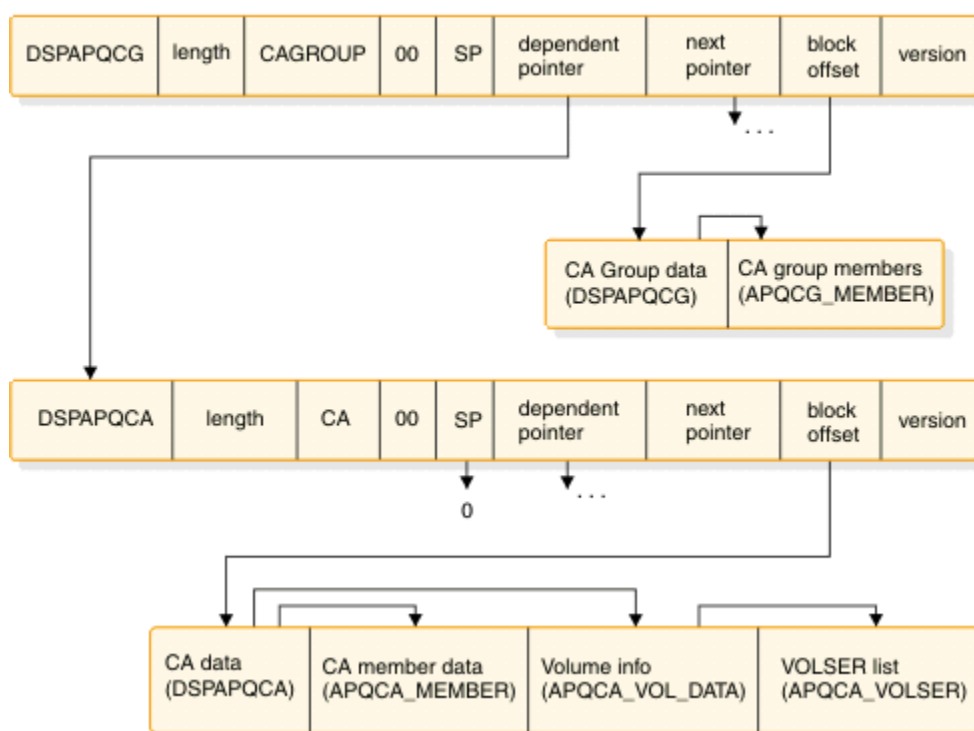 DSPAPQCG length CAGROUP 00 SP dependent pointer next pointer block offset version
...
CA Group data (DSPAPQCG) CA group members (APQCG_MEMBER)
DSPAPQCA length CA 00 SP dependent pointer next pointer block offset version
0 ...
CA data (DSPAPQCA) CA member data (APQCA_MEMBER) Volume info (APQCA_VOL_DATA) VOLSER list (APQCA_VOLSER)